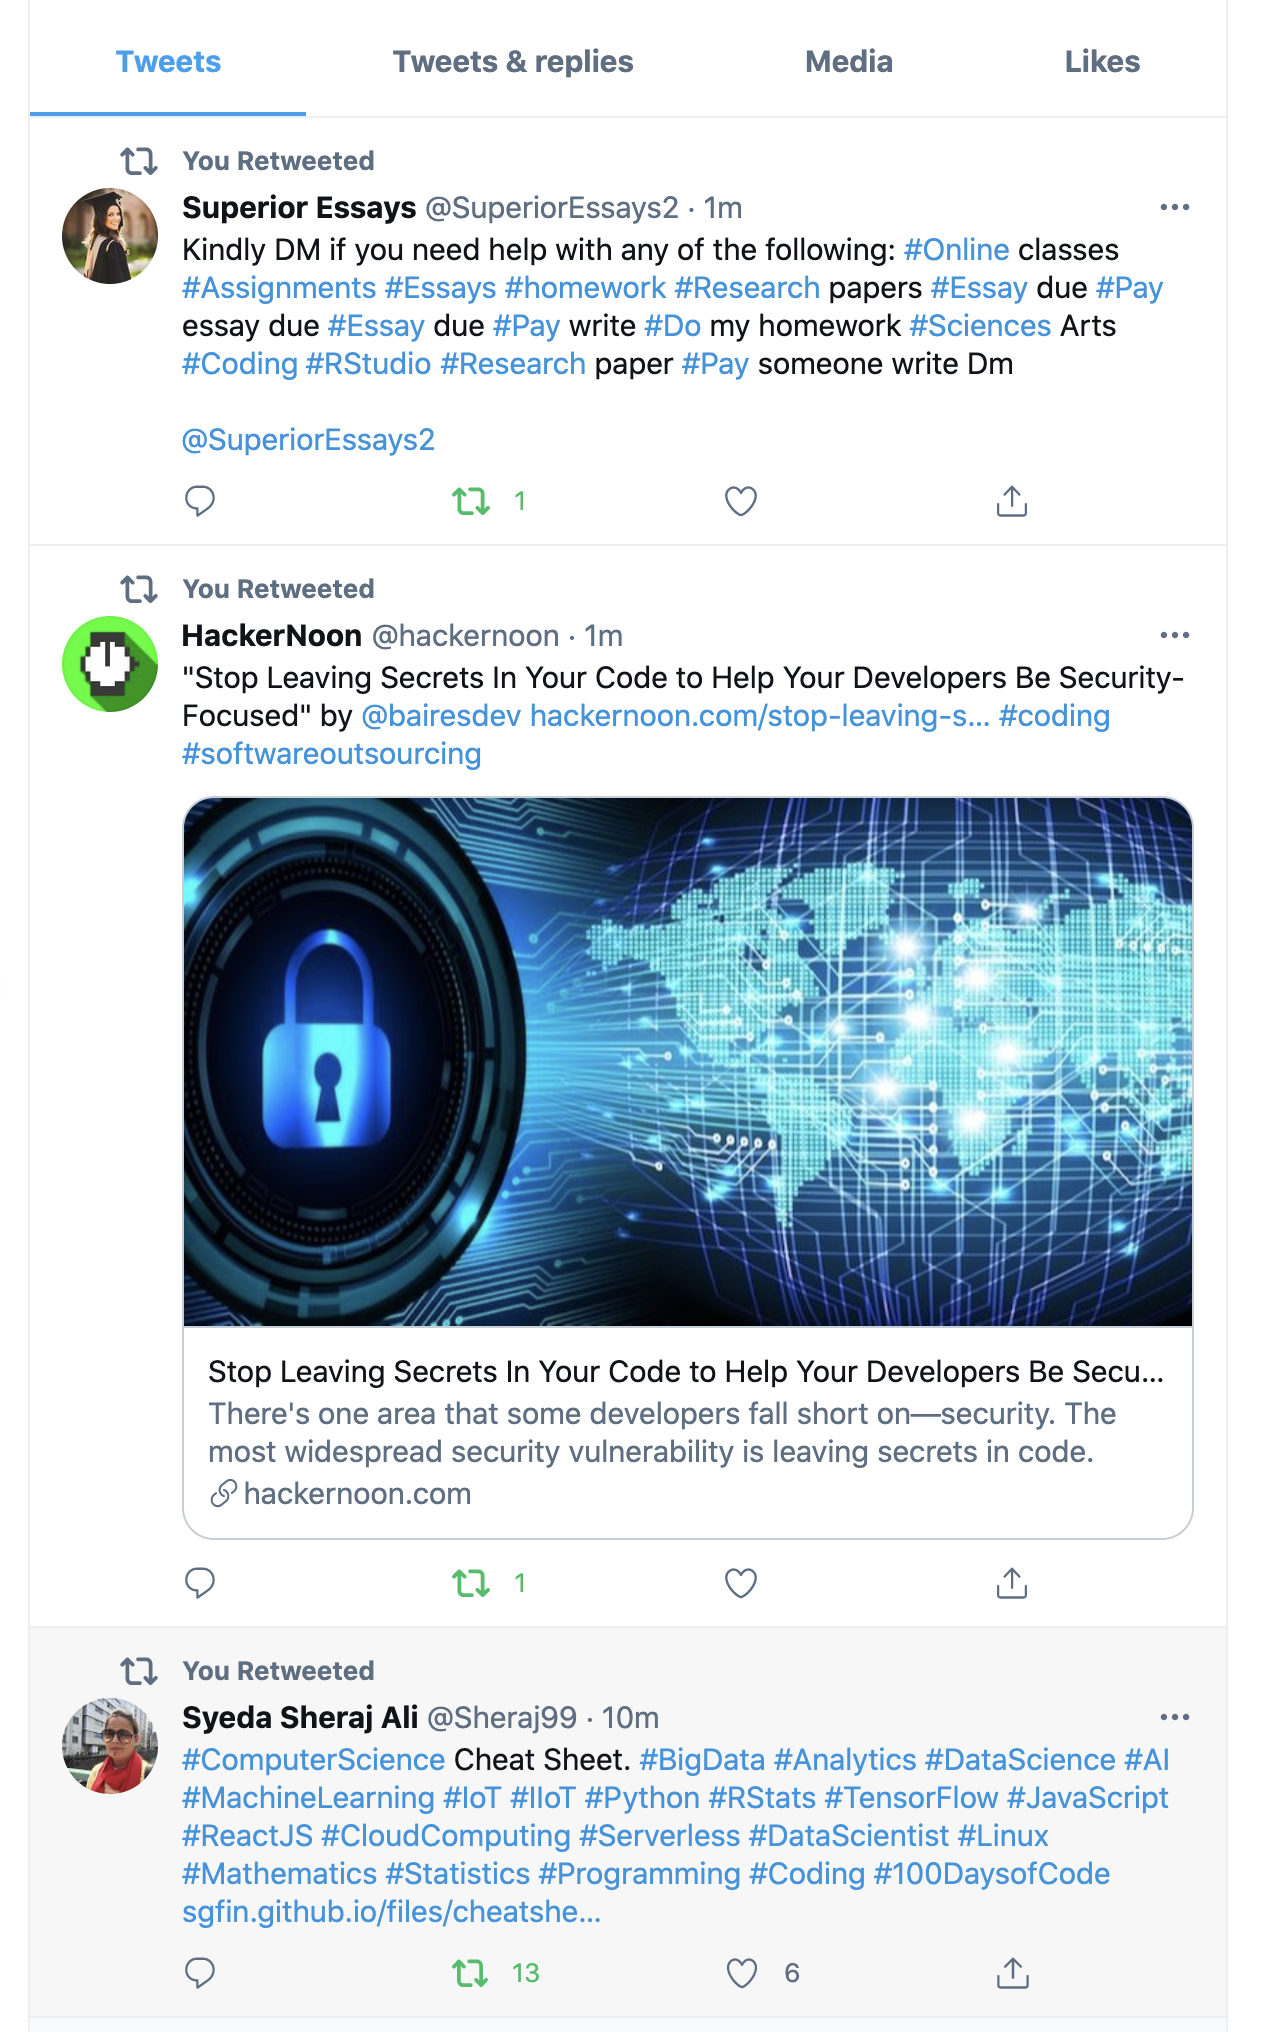 Tweets Tweets & replies Media Likes
You Retweeted
Superior Essays @SuperiorEssays2 · 1m
Kindly DM if you need help with any of the following: #Online classes
#Assignments #Essays #homework #Research papers #Essay due #Pay
essay due #Essay due #Pay write #Do my homework #Sciences Arts
#Coding #RStudio #Research paper #Pay someone write Dm
@SuperiorEssays2
1
You Retweeted
HackerNoon @hackernoon · 1m
"Stop Leaving Secrets In Your Code to Help Your Developers Be Security-
Focused" by @bairesdev hackernoon.com/stop-leaving-s... #coding
#softwareoutsourcing
Stop Leaving Secrets In Your Code to Help Your Developers Be Secu...
There's one area that some developers fall short on—security. The
most widespread security vulnerability is leaving secrets in code.
hackernoon.com
1
You Retweeted
Syeda Sheraj Ali @Sheraj99 · 10m
#ComputerScience Cheat Sheet. #BigData #Analytics #DataScience #AI
#MachineLearning #IoT #IIoT #Python #RStats #TensorFlow #JavaScript
#ReactJS #CloudComputing #Serverless #DataScientist #Linux
#Mathematics #Statistics #Programming #Coding #100DaysofCode
sgfin.github.io/files/cheatshe...
13 6